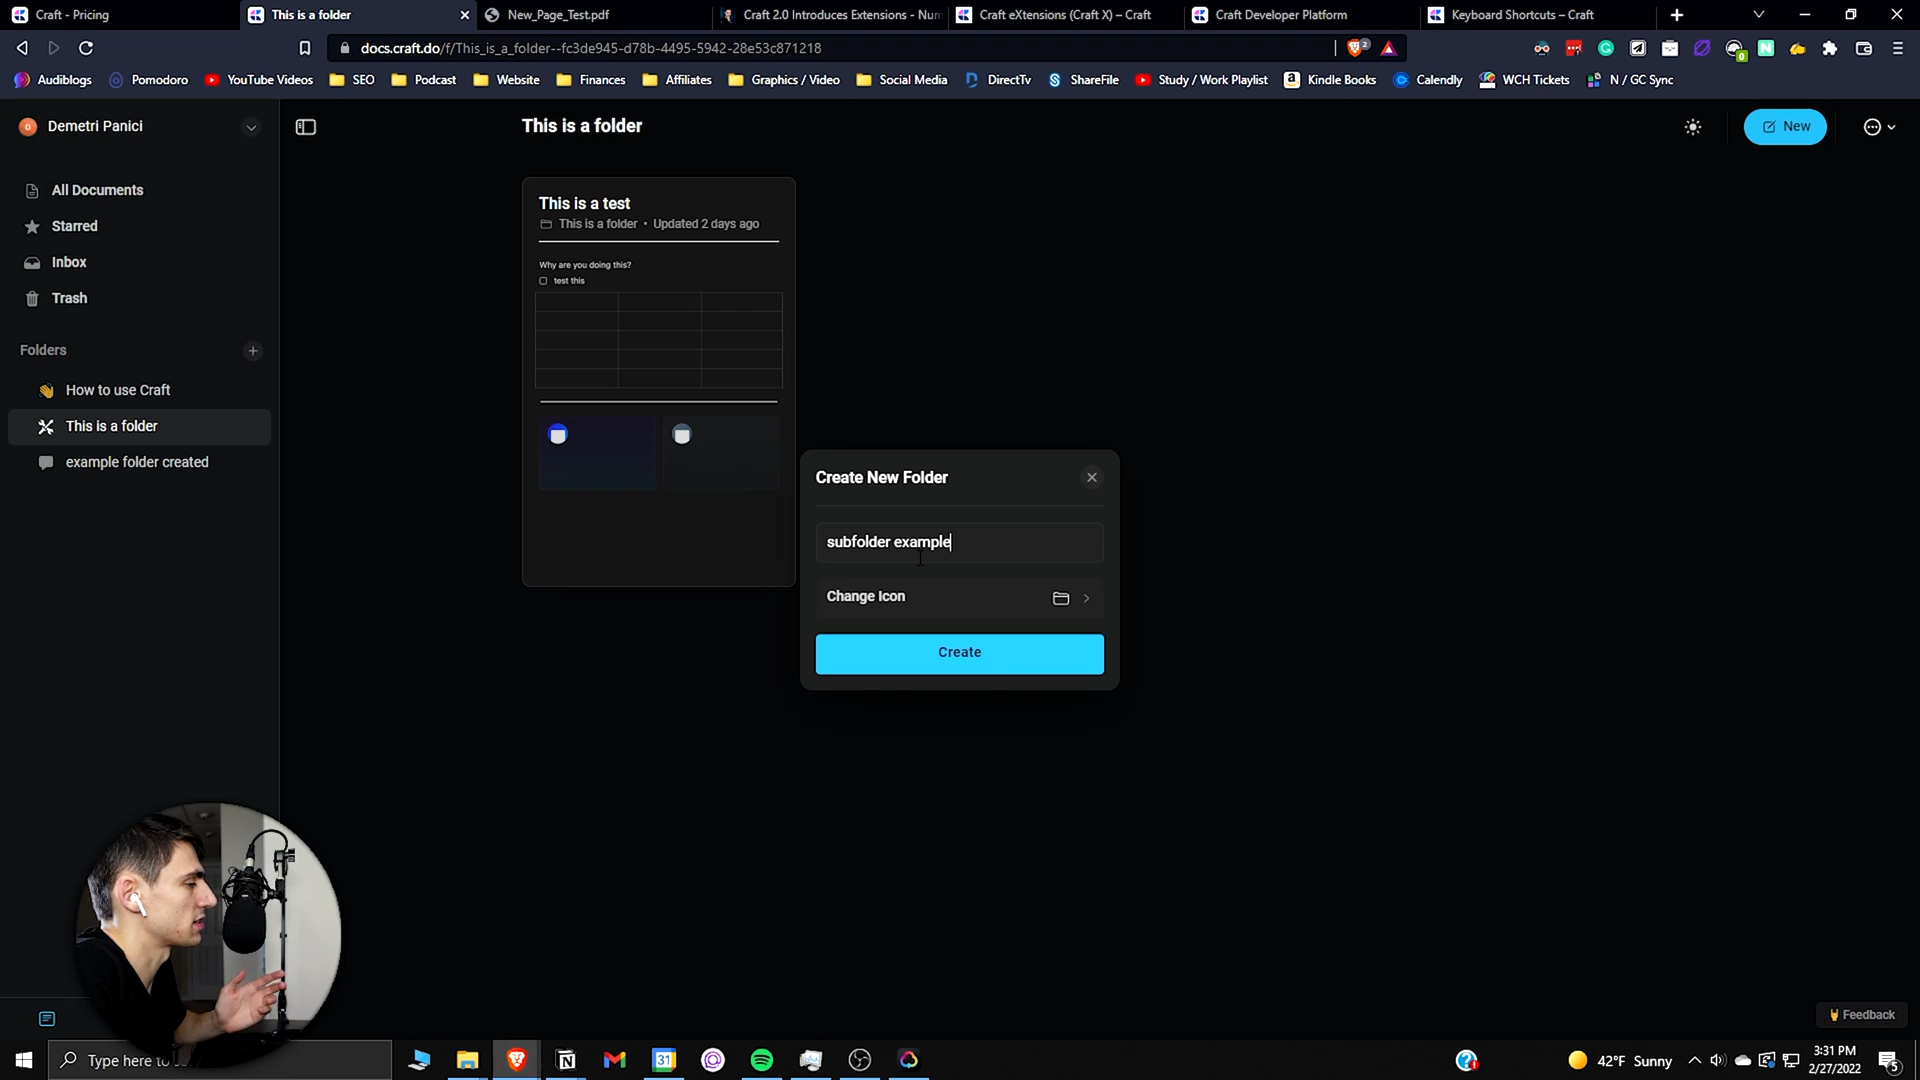 Craft - Pricing
This is a folder
New_Page_Test.pdf
Craft 2.0 Introduces Extensions - Num
Craft eXtensions (Craft X) – Craft
Craft Developer Platform
Keyboard Shortcuts – Craft
docs.craft.do/f/This_is_a_folder--fc3de945-d78b-4495-5942-28e53c871218
2
0
Audiblogs
Pomodoro
YouTube Videos
SEO
Podcast
Website
Finances
Affiliates
Graphics / Video
Social Media
DirectTv
ShareFile
Study / Work Playlist
Kindle Books
Calendly
WCH Tickets
N / GC Sync
Demetri Panici
This is a folder
New
All Documents
Starred
Inbox
Trash
Folders
How to use Craft
This is a folder
example folder created
This is a test
This is a folder • Updated 2 days ago
Why are you doing this?
test this
Create New Folder
subfolder example
Change Icon
Create
Feedback
Type here to
31
42°F Sunny
3:31 PM
2/27/2022
5